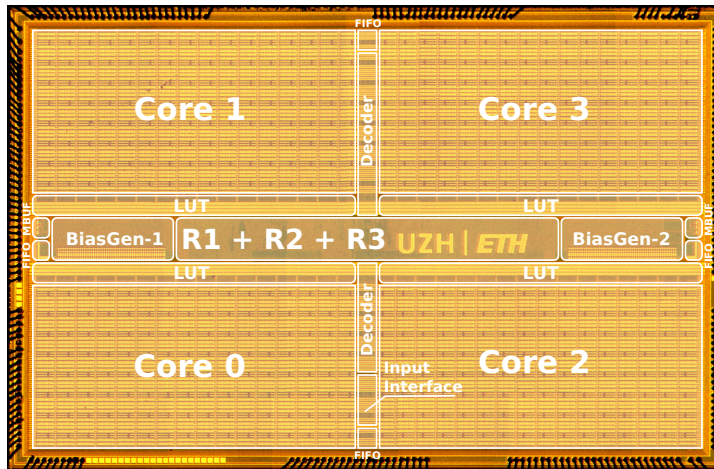 FIFO
Core 1
Decoder
Core 3
LUT
LUT
FIFO MBUF
BiasGen-1
R1 + R2 + R3
UZH | ETH
BiasGen-2
FIFO MBUF
LUT
LUT
Core 0
Decoder
Core 2
Input
Interface
FIFO